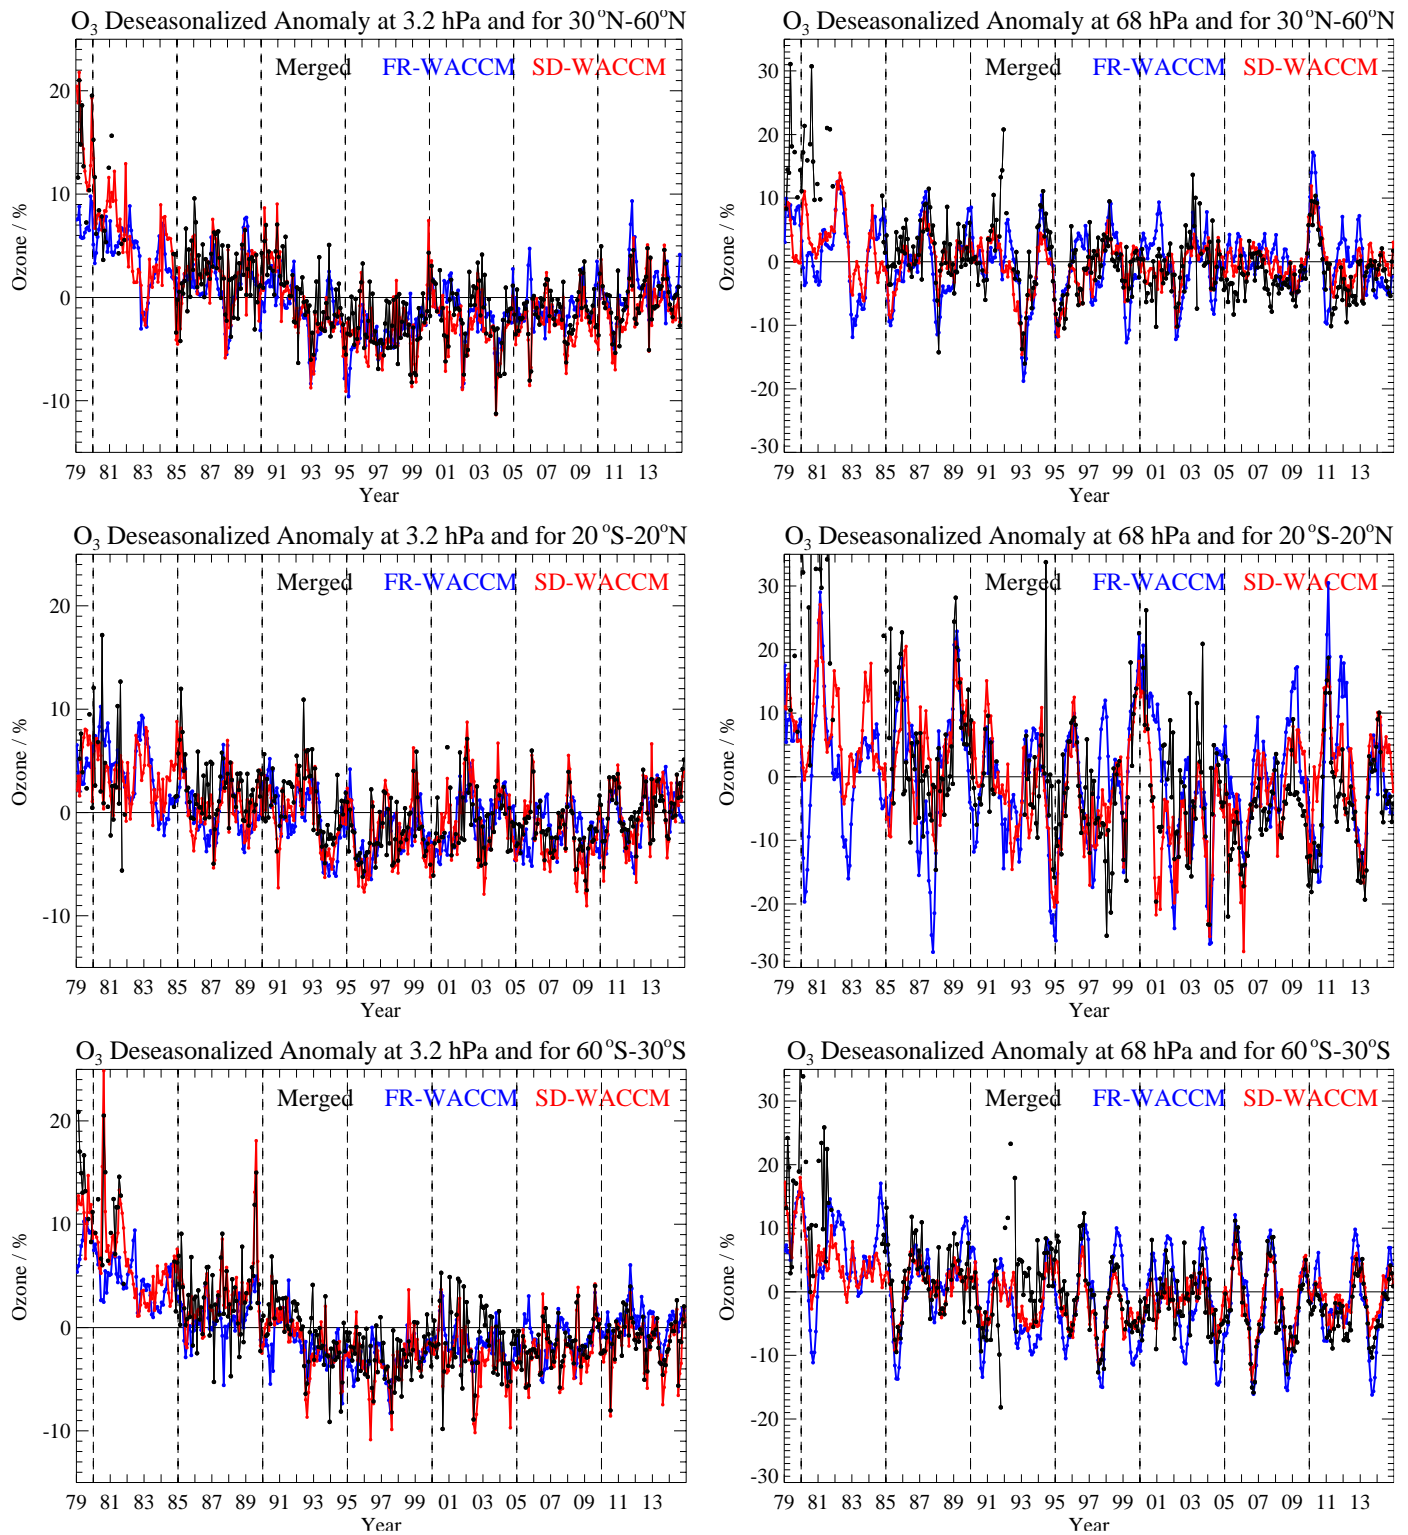 O3 Deseasonalized Anomaly at 3.2 hPa and for 30°N-60°N
Merged FR-WACCM SD-WACCM
20
10
0
-10
Ozone / %
79 81 83 85 87 89 91 93 95 97 99 01 03 05 07 09 11 13
Year
O3 Deseasonalized Anomaly at 68 hPa and for 30°N-60°N
Merged FR-WACCM SD-WACCM
30
20
10
0
-10
-20
-30
Ozone / %
79 81 83 85 87 89 91 93 95 97 99 01 03 05 07 09 11 13
Year
O3 Deseasonalized Anomaly at 3.2 hPa and for 20°S-20°N
Merged FR-WACCM SD-WACCM
20
10
0
-10
Ozone / %
79 81 83 85 87 89 91 93 95 97 99 01 03 05 07 09 11 13
Year
O3 Deseasonalized Anomaly at 68 hPa and for 20°S-20°N
Merged FR-WACCM SD-WACCM
30
20
10
0
-10
-20
-30
Ozone / %
79 81 83 85 87 89 91 93 95 97 99 01 03 05 07 09 11 13
Year
O3 Deseasonalized Anomaly at 3.2 hPa and for 60°S-30°S
Merged FR-WACCM SD-WACCM
20
10
0
-10
Ozone / %
79 81 83 85 87 89 91 93 95 97 99 01 03 05 07 09 11 13
Year
O3 Deseasonalized Anomaly at 68 hPa and for 60°S-30°S
Merged FR-WACCM SD-WACCM
30
20
10
0
-10
-20
-30
Ozone / %
79 81 83 85 87 89 91 93 95 97 99 01 03 05 07 09 11 13
Year